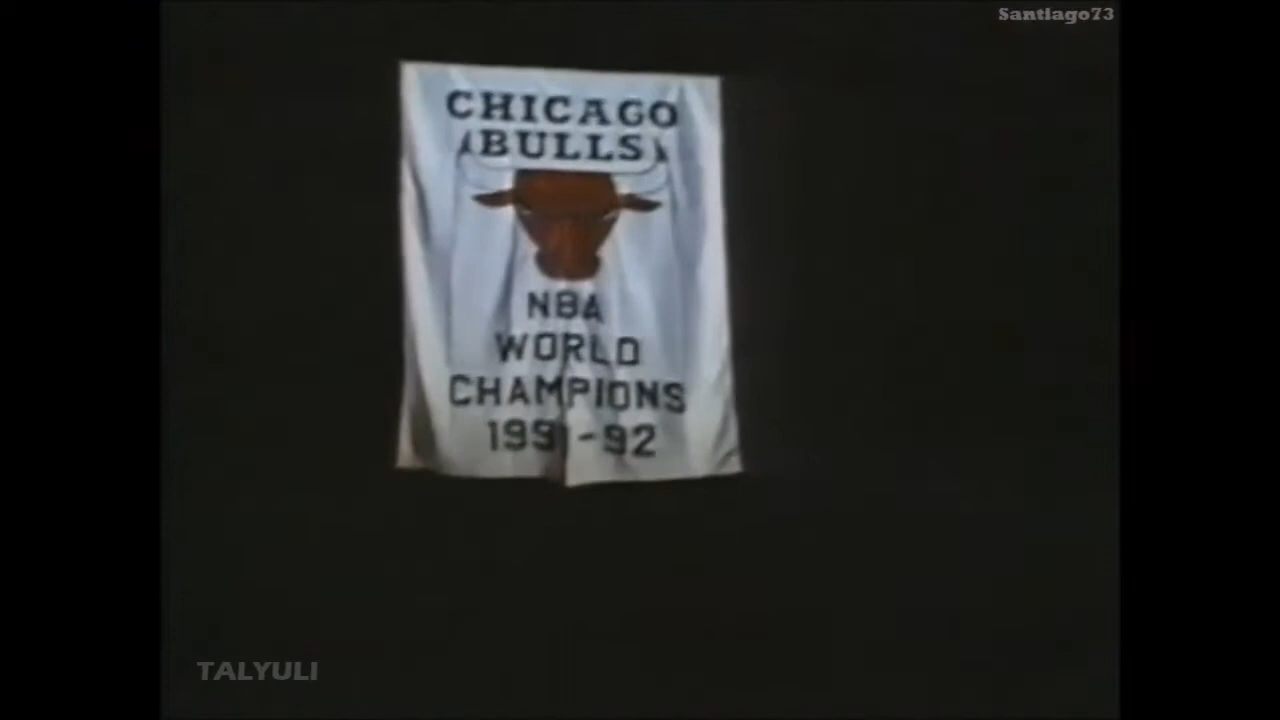 Santiago73
CHICAGO
BULLS
NBA
WORLD
CHAMPIONS
1991-92
TALYULI